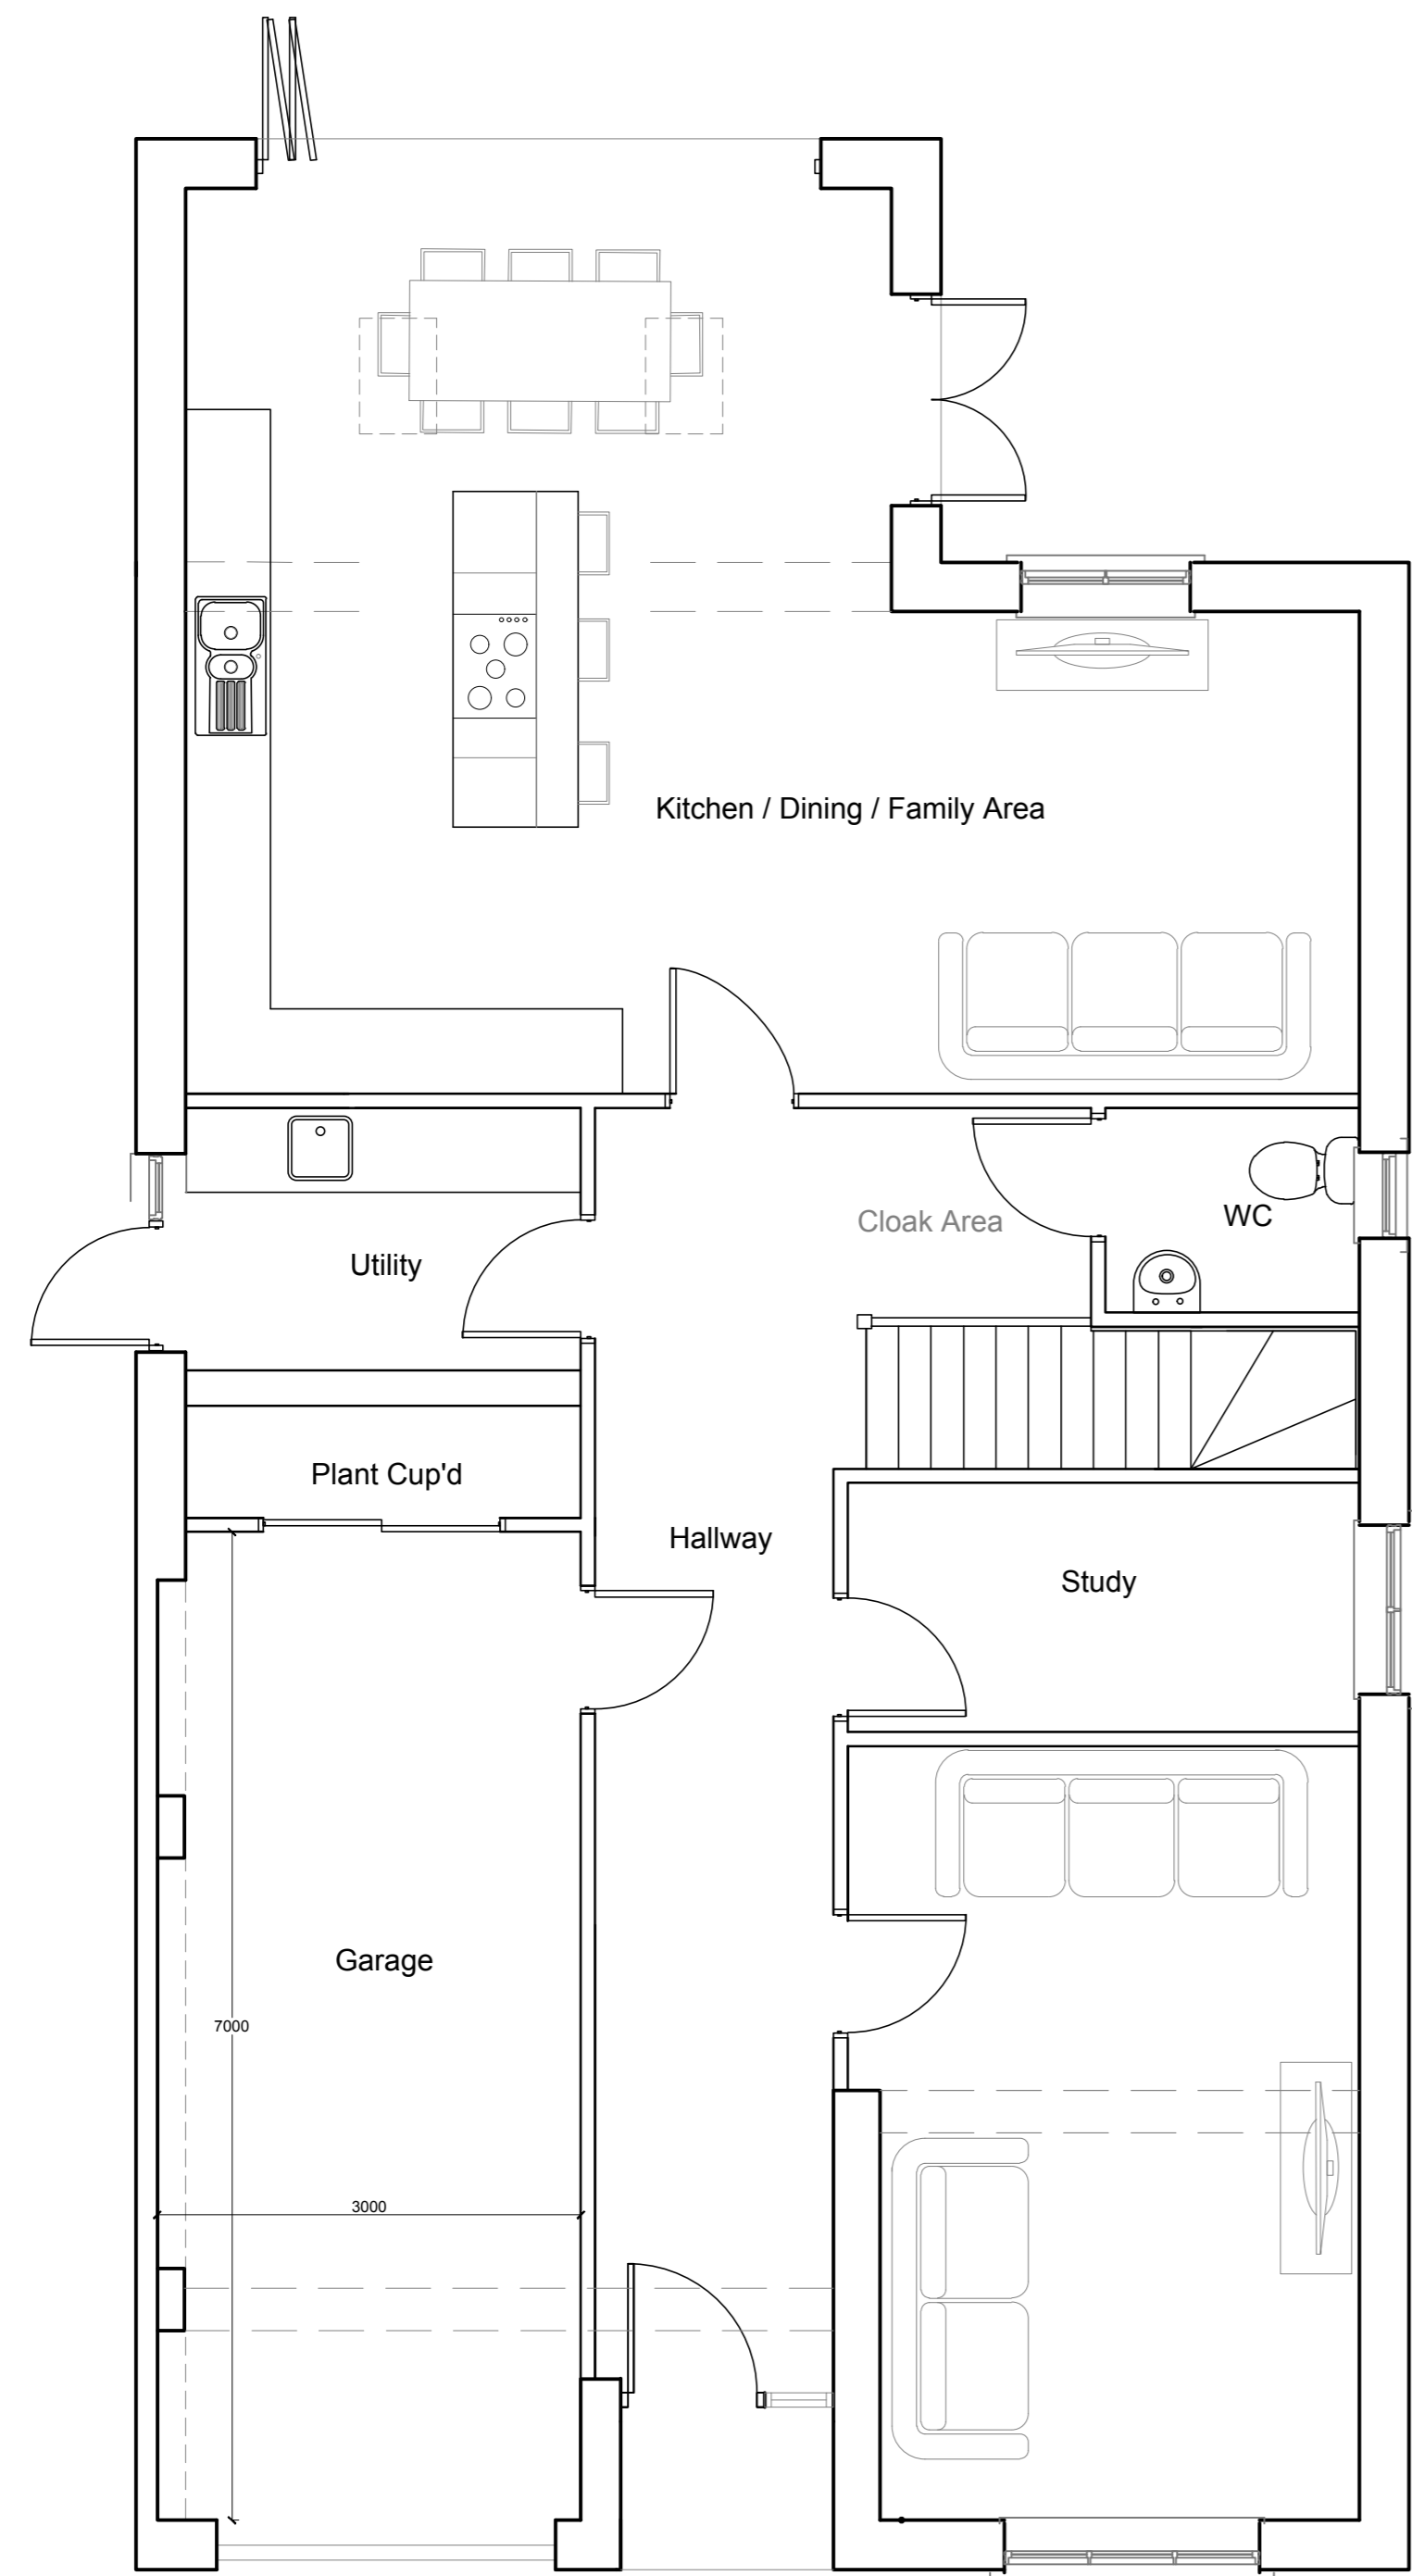 Kitchen / Dining / Family Area
Cloak Area
WC
Utility
Plant Cup'd
Hallway
Study
Garage
7000
3000